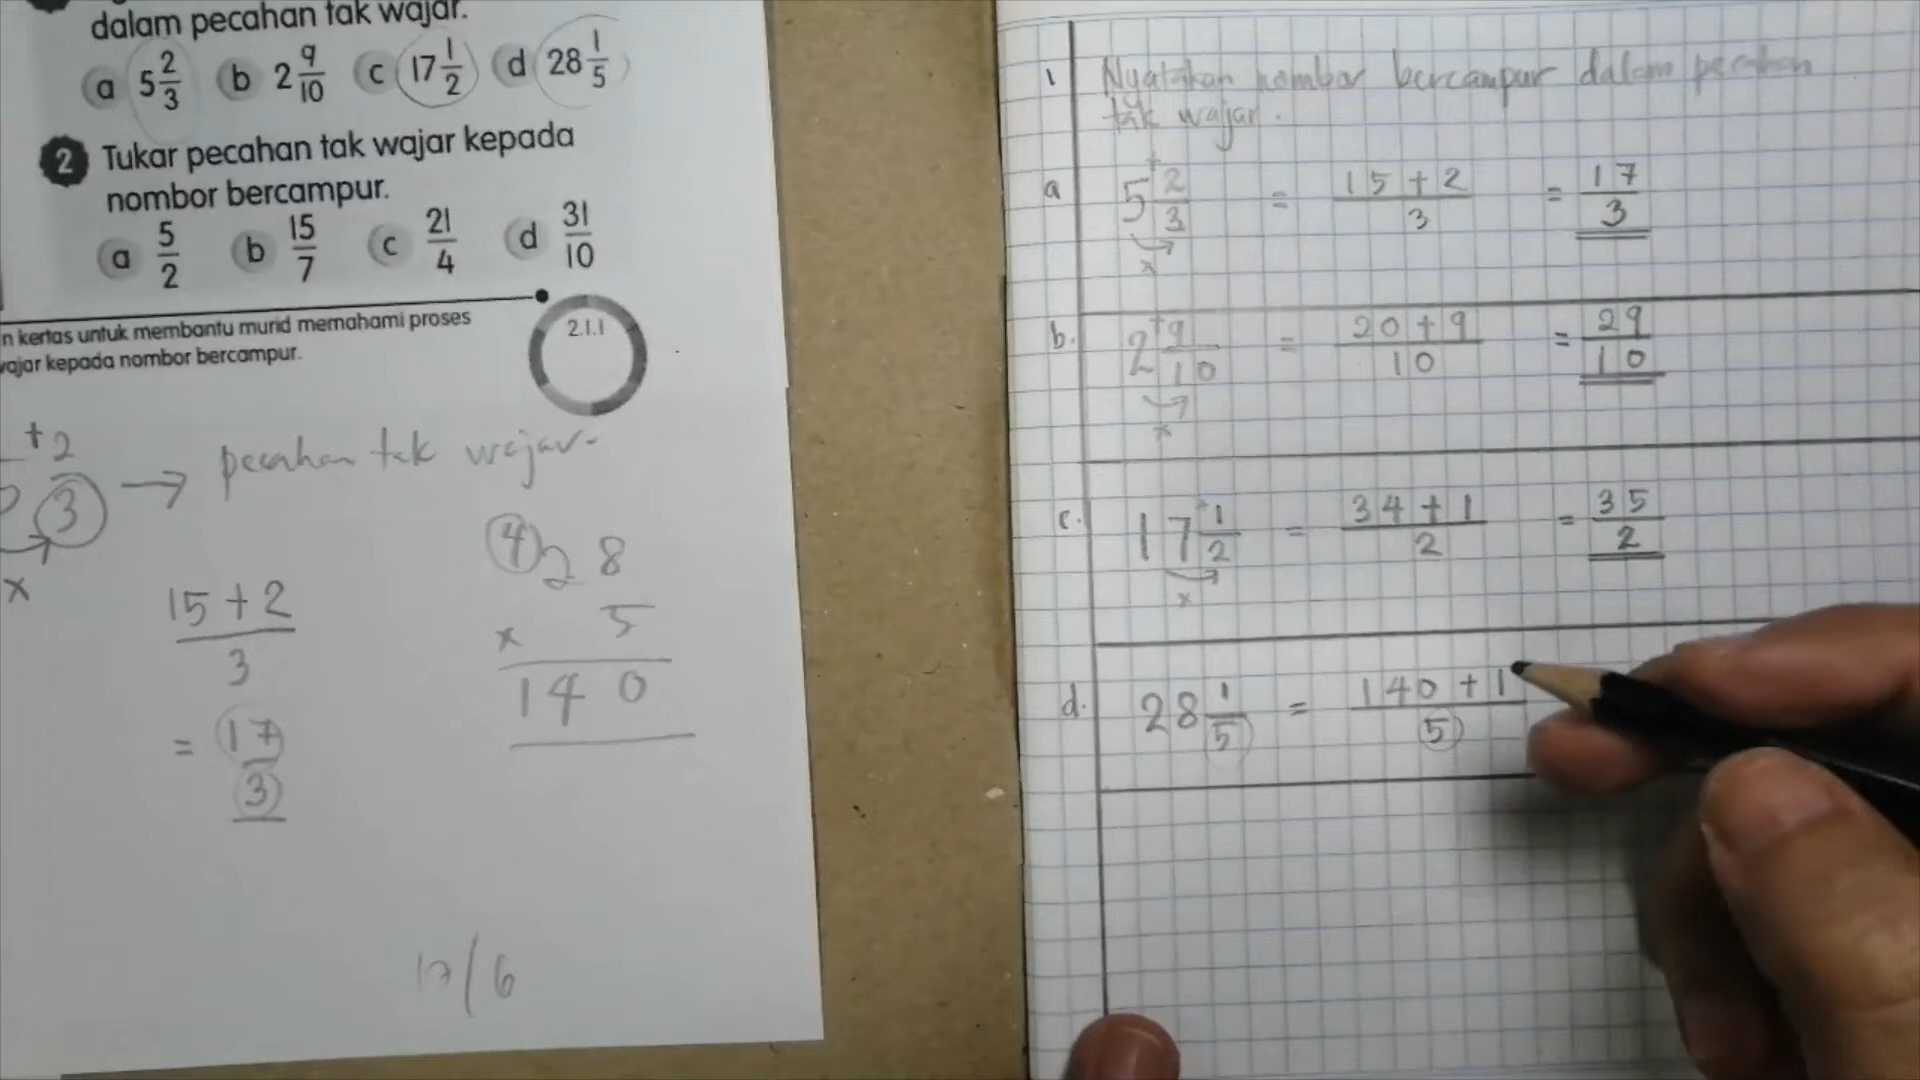 dalam pecahan tak wajar.
a 5 2/3 b 2 9/10 c 17 1/2 d 28 1/5
2 Tukar pecahan tak wajar kepada
nombor bercampur.
a 5/2 b 15/7 c 21/4 d 31/10
n kertas untuk membantu murid memahami proses
wajar kepada nombor bercampur.
2.1.1
+2
3 → pecahan tak wajar.
x
15 + 2
3
= 17
3
4 28
x 5
140
17/6
1 Nyatakan nombor bercampur dalam pecahan
tak wajar.
a 5 +2/3 = 15 + 2/3 = 17/3
x
b. 2 +9/10 = 20 + 9/10 = 29/10
x
c. 17 +1/2 = 34 + 1/2 = 35/2
x
d. 28 1/5 = 140 + 1/5